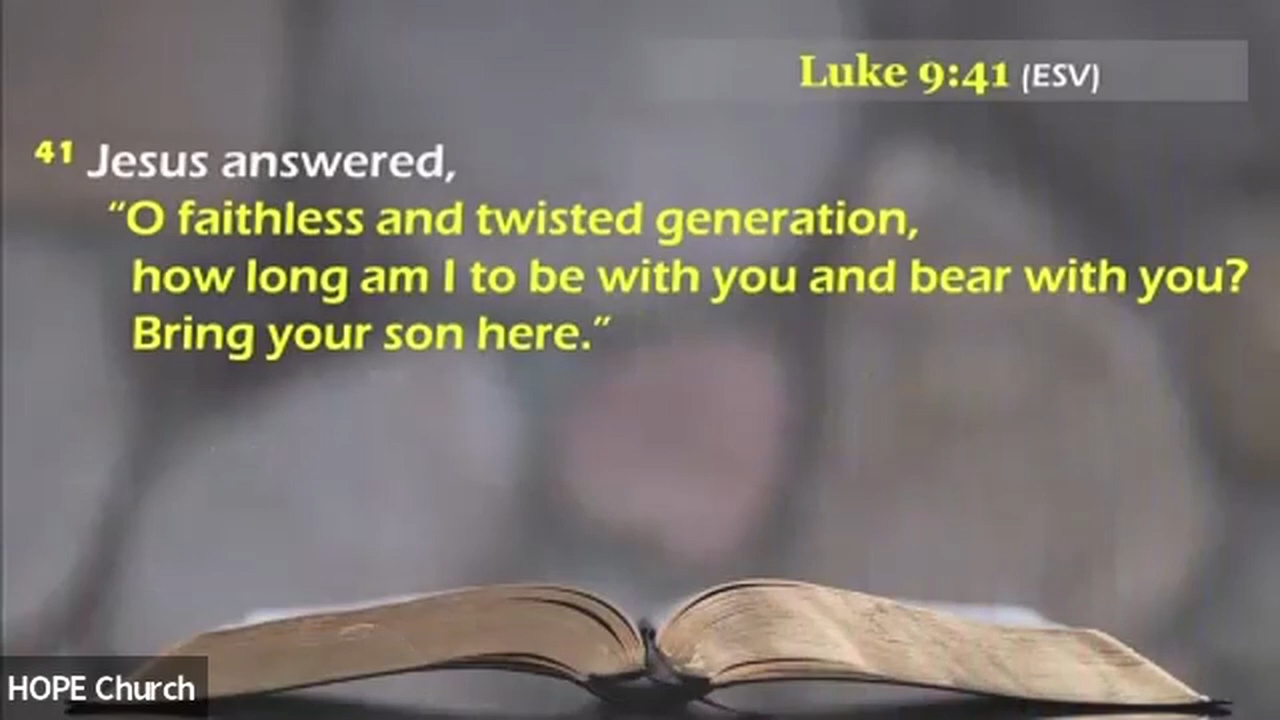 Luke 9:41 (ESV)
41 Jesus answered,
“O faithless and twisted generation,
how long am I to be with you and bear with you?
Bring your son here.”
HOPE Church